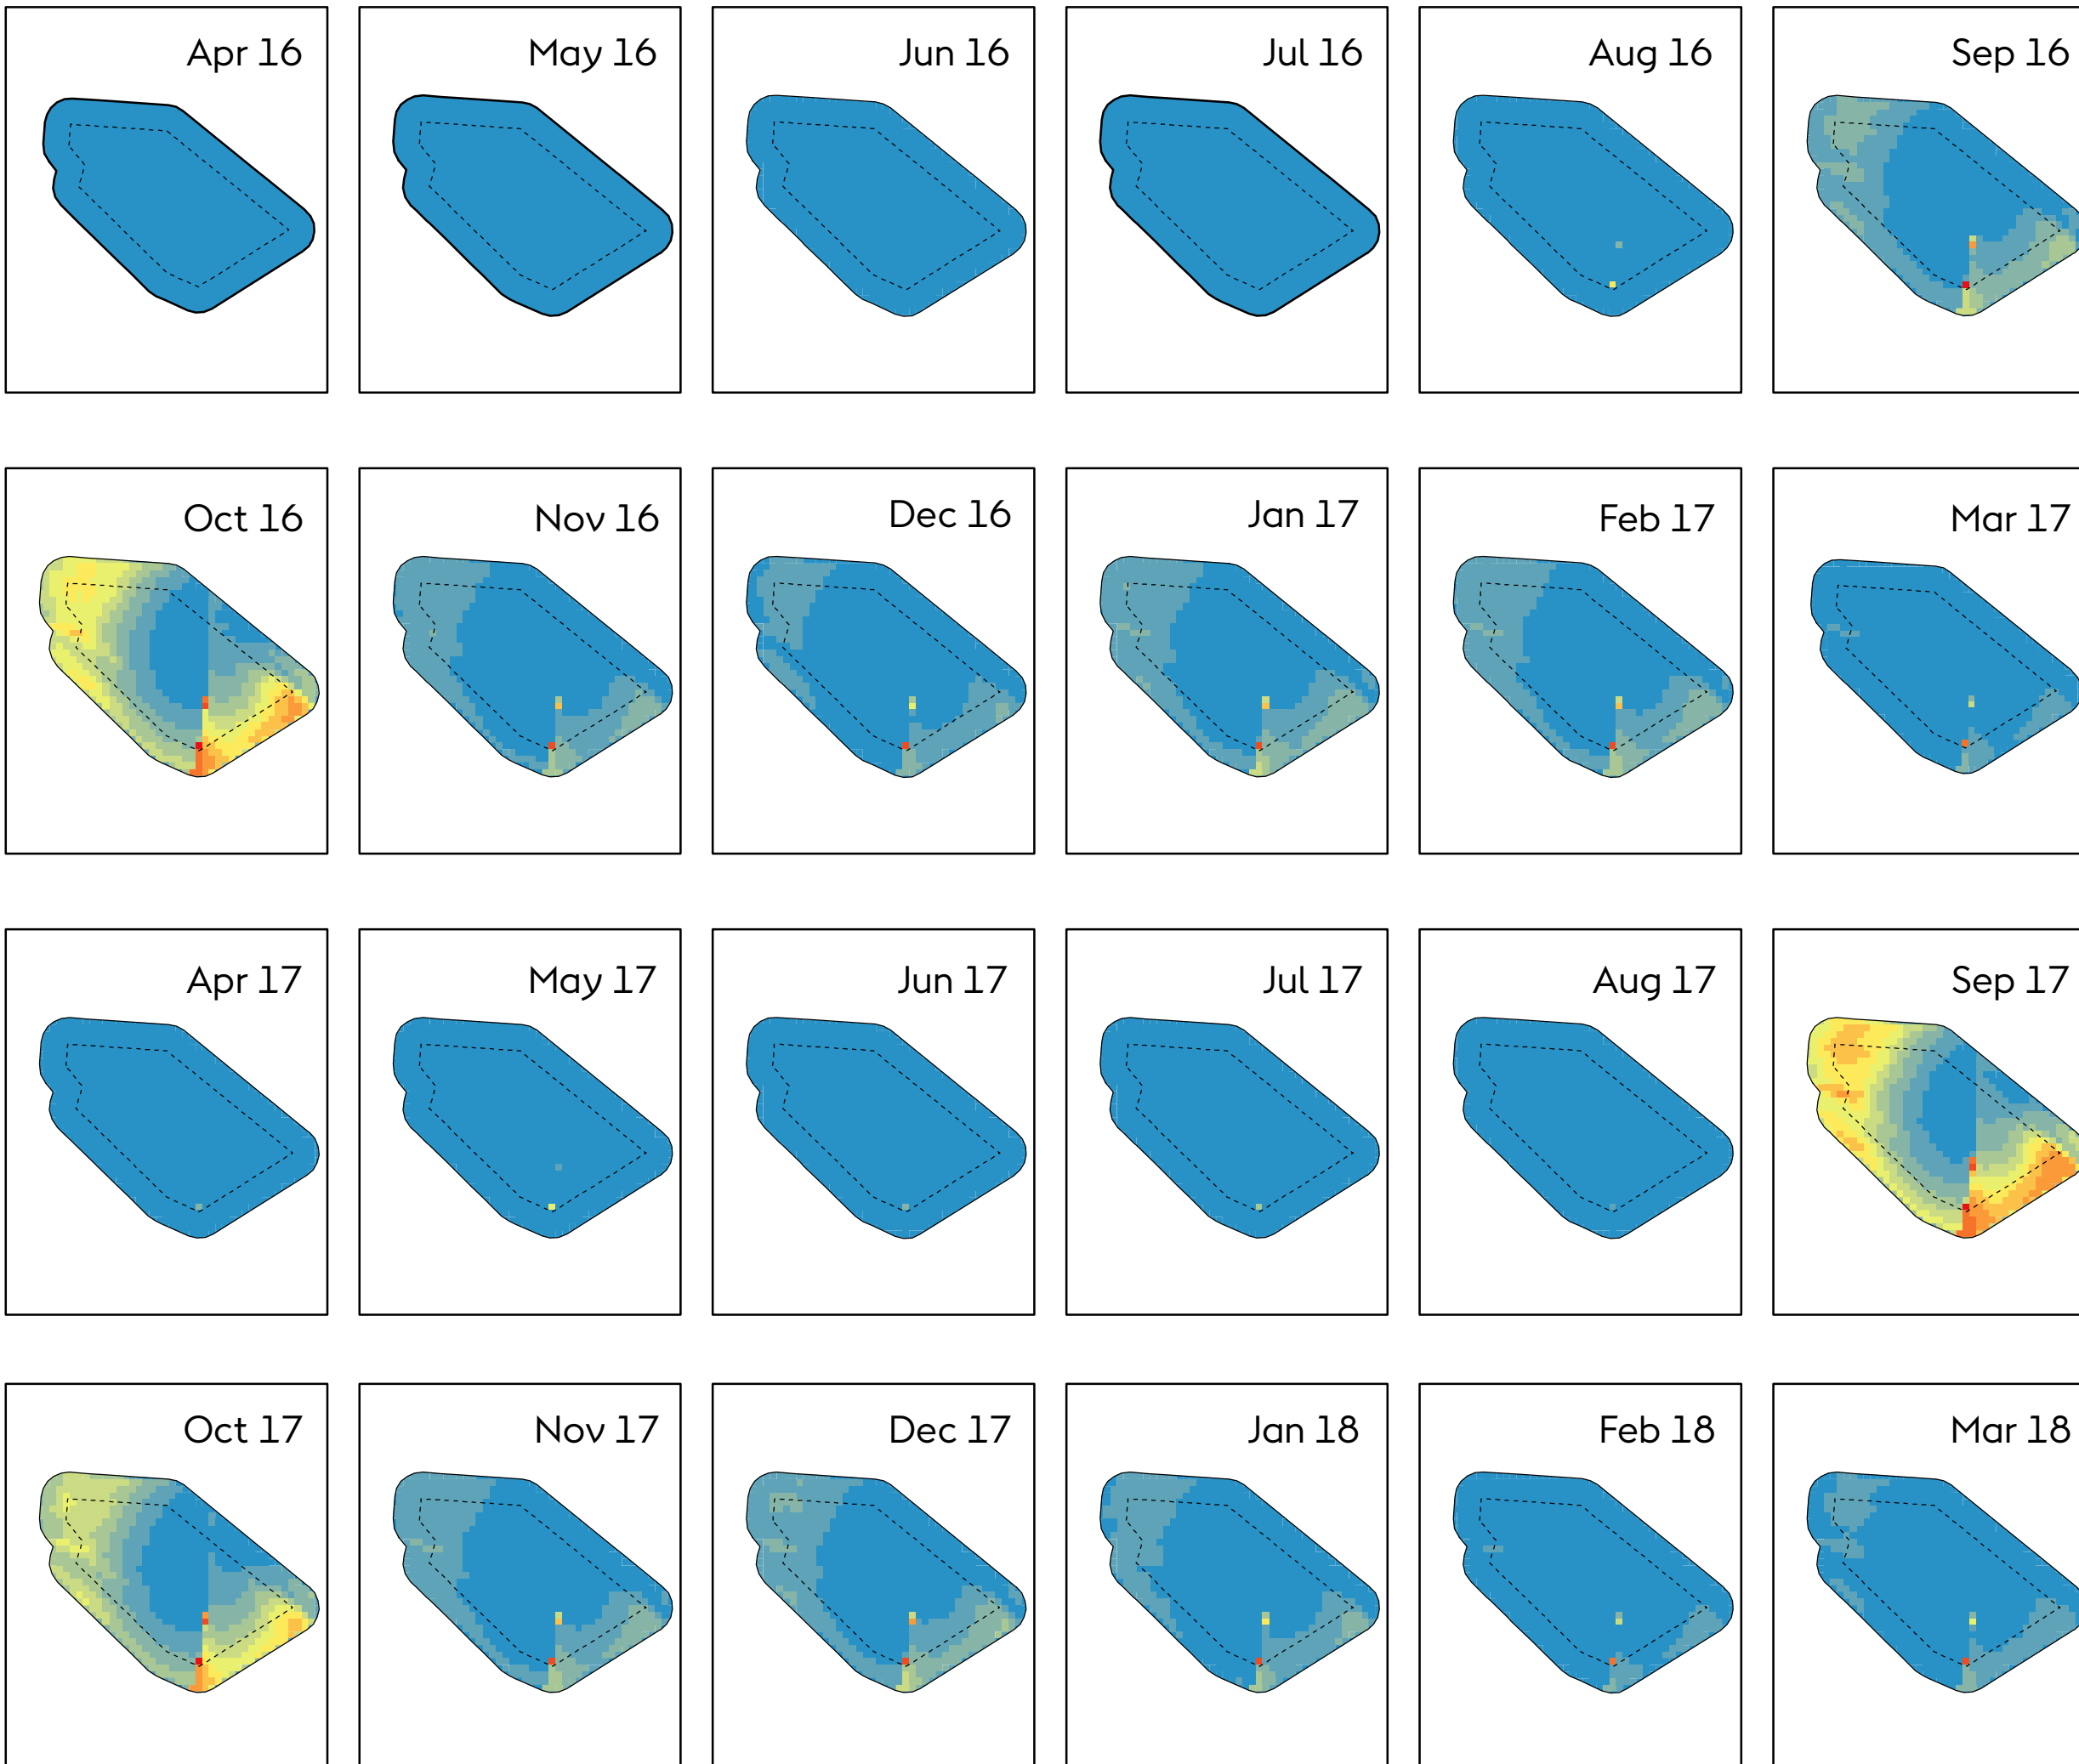 Apr 16
May 16
Jun 16
Jul 16
Aug 16
Sep 16
Oct 16
Nov 16
Dec 16
Jan 17
Feb 17
Mar 17
Apr 17
May 17
Jun 17
Jul 17
Aug 17
Sep 17
Oct 17
Nov 17
Dec 17
Jan 18
Feb 18
Mar 18